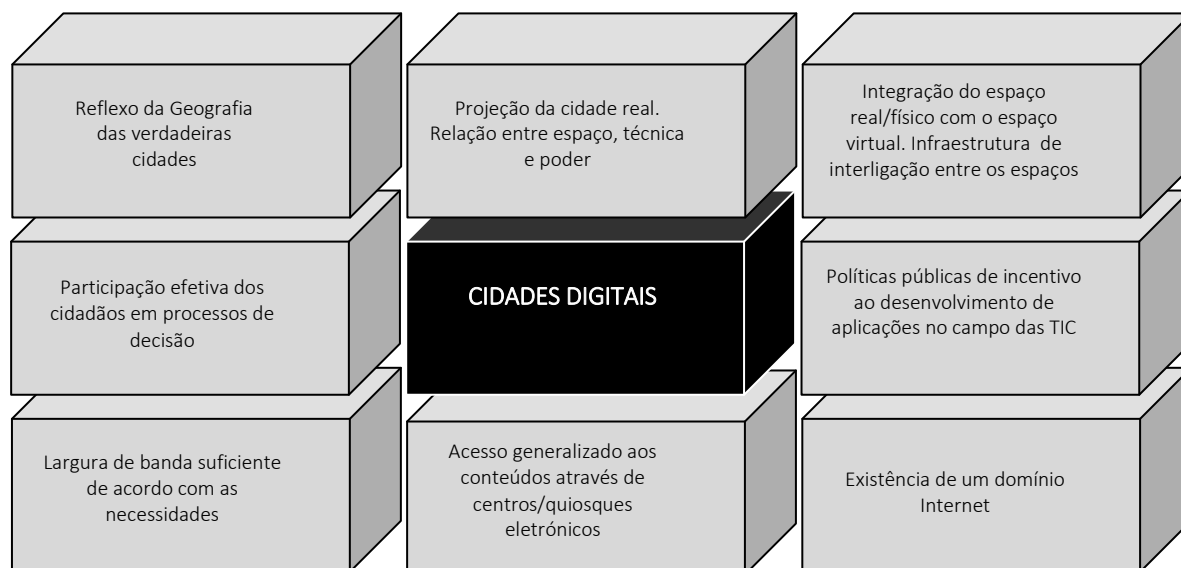 Reflexo da Geografia
das verdadeiras
cidades
Projeção da cidade real.
Relação entre espaço, técnica
e poder
Integração do espaço
real/físico com o espaço
virtual. Infraestrutura de
interligação entre os espaços
Participação efetiva dos
cidadãos em processos de
decisão
CIDADES DIGITAIS
Políticas públicas de incentivo
ao desenvolvimento de
aplicações no campo das TIC
Largura de banda suficiente
de acordo com as
necessidades
Acesso generalizado aos
conteúdos através de
centros/quiosques
eletrónicos
Existência de um domínio
Internet